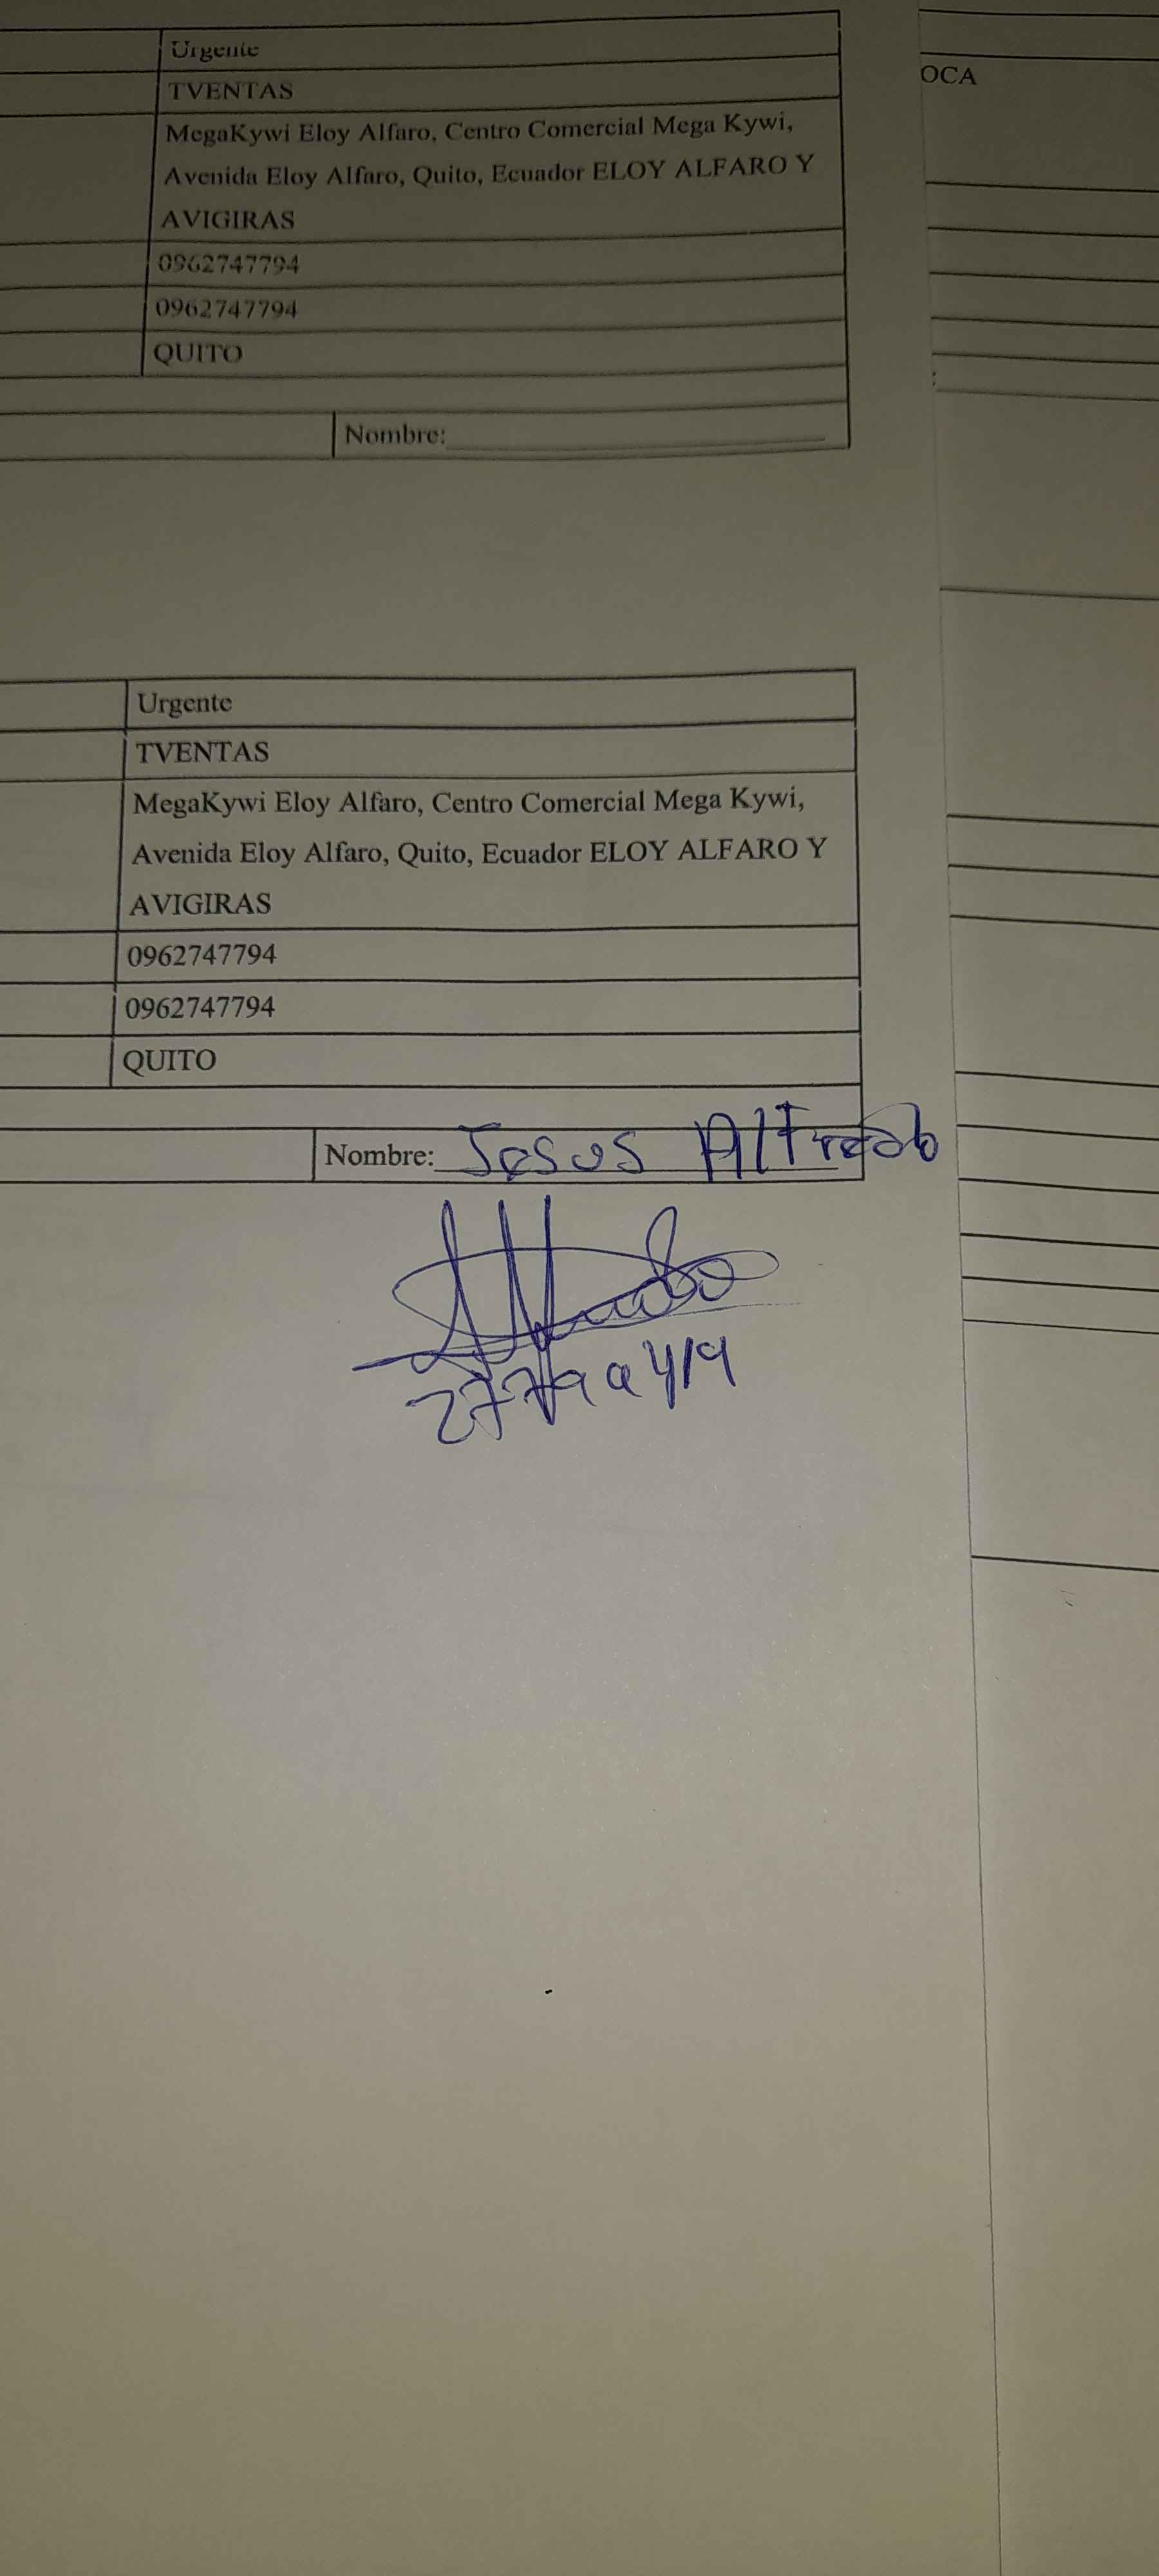 Urgente
TVENTAS
MegaKywi Eloy Alfaro, Centro Comercial Mega Kywi,
Avenida Eloy Alfaro, Quito, Ecuador ELOY ALFARO Y
AVIGIRAS
0962747794
0962747794
QUITO
Nombre:
OCA
Urgente
TVENTAS
MegaKywi Eloy Alfaro, Centro Comercial Mega Kywi,
Avenida Eloy Alfaro, Quito, Ecuador ELOY ALFARO Y
AVIGIRAS
0962747794
0962747794
QUITO
Nombre: Jesus Alfredo